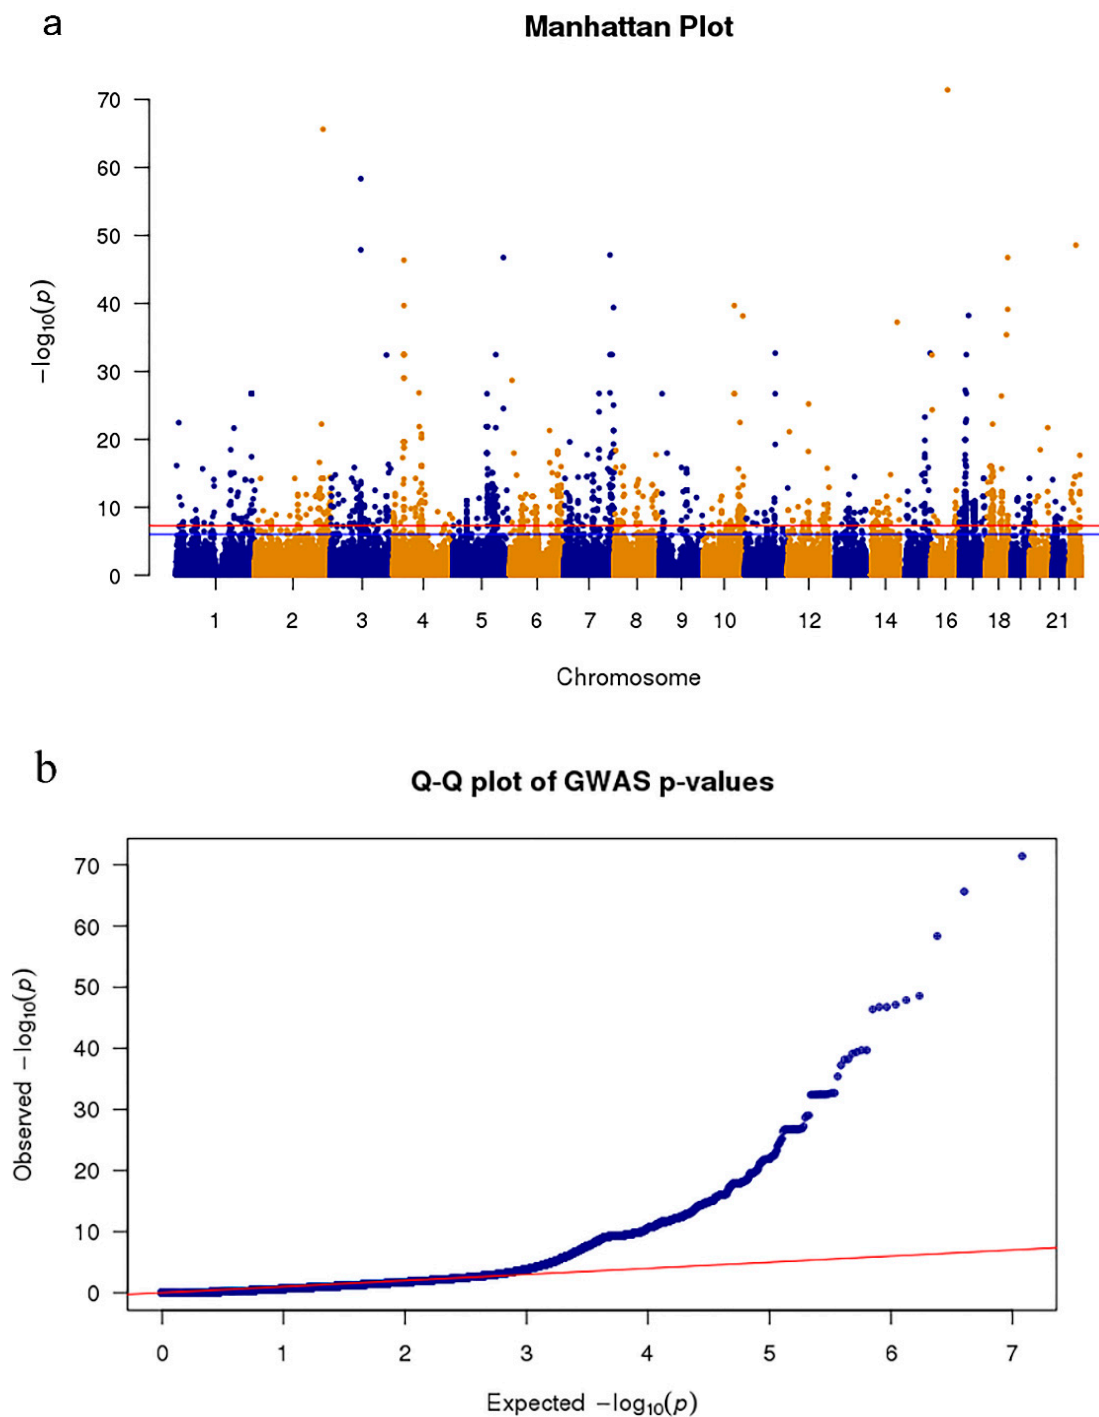 a
Manhattan Plot
70
60
50
40
30
20
10
0
−log₁₀(p)
1 2 3 4 5 6 7 8 9 10 12 14 16 18 21
Chromosome
b
Q-Q plot of GWAS p-values
70
60
50
40
30
20
10
0
Observed −log₁₀(p)
0 1 2 3 4 5 6 7
Expected −log₁₀(p)